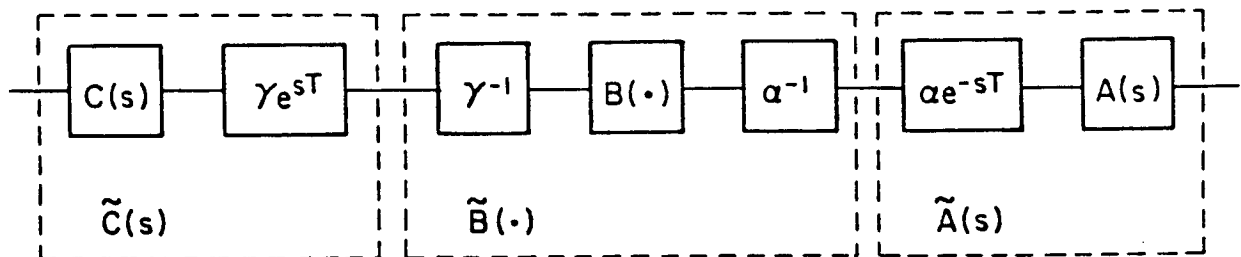 C(s) γe^{sT} γ^{-1} B(•) α^{-1} αe^{-sT} A(s)
C̃(s) B̃(•) Ã(s)